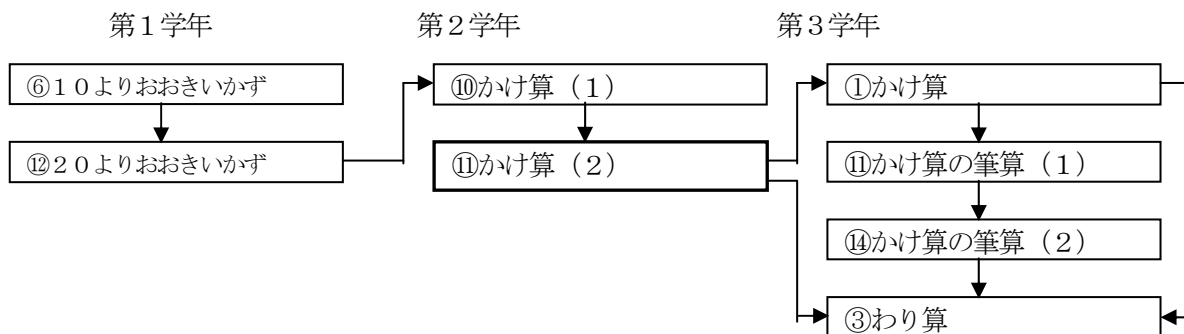 第１学年
第２学年
第３学年
⑥１０よりおおきいかず
⑫２０よりおおきいかず
⑩かけ算（１）
⑪かけ算（２）
①かけ算
⑪かけ算の筆算（１）
⑭かけ算の筆算（２）
③わり算